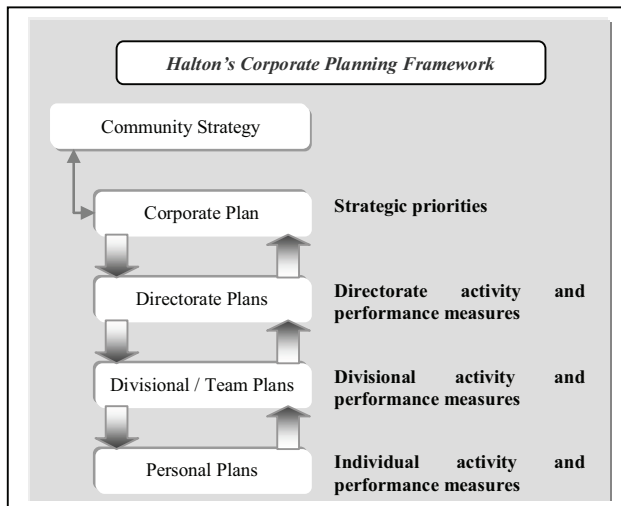 Halton's Corporate Planning Framework
Community Strategy
Corporate Plan
Strategic priorities
Directorate Plans
Directorate activity and
performance measures
Divisional / Team Plans
Divisional activity and
performance measures
Personal Plans
Individual activity and
performance measures